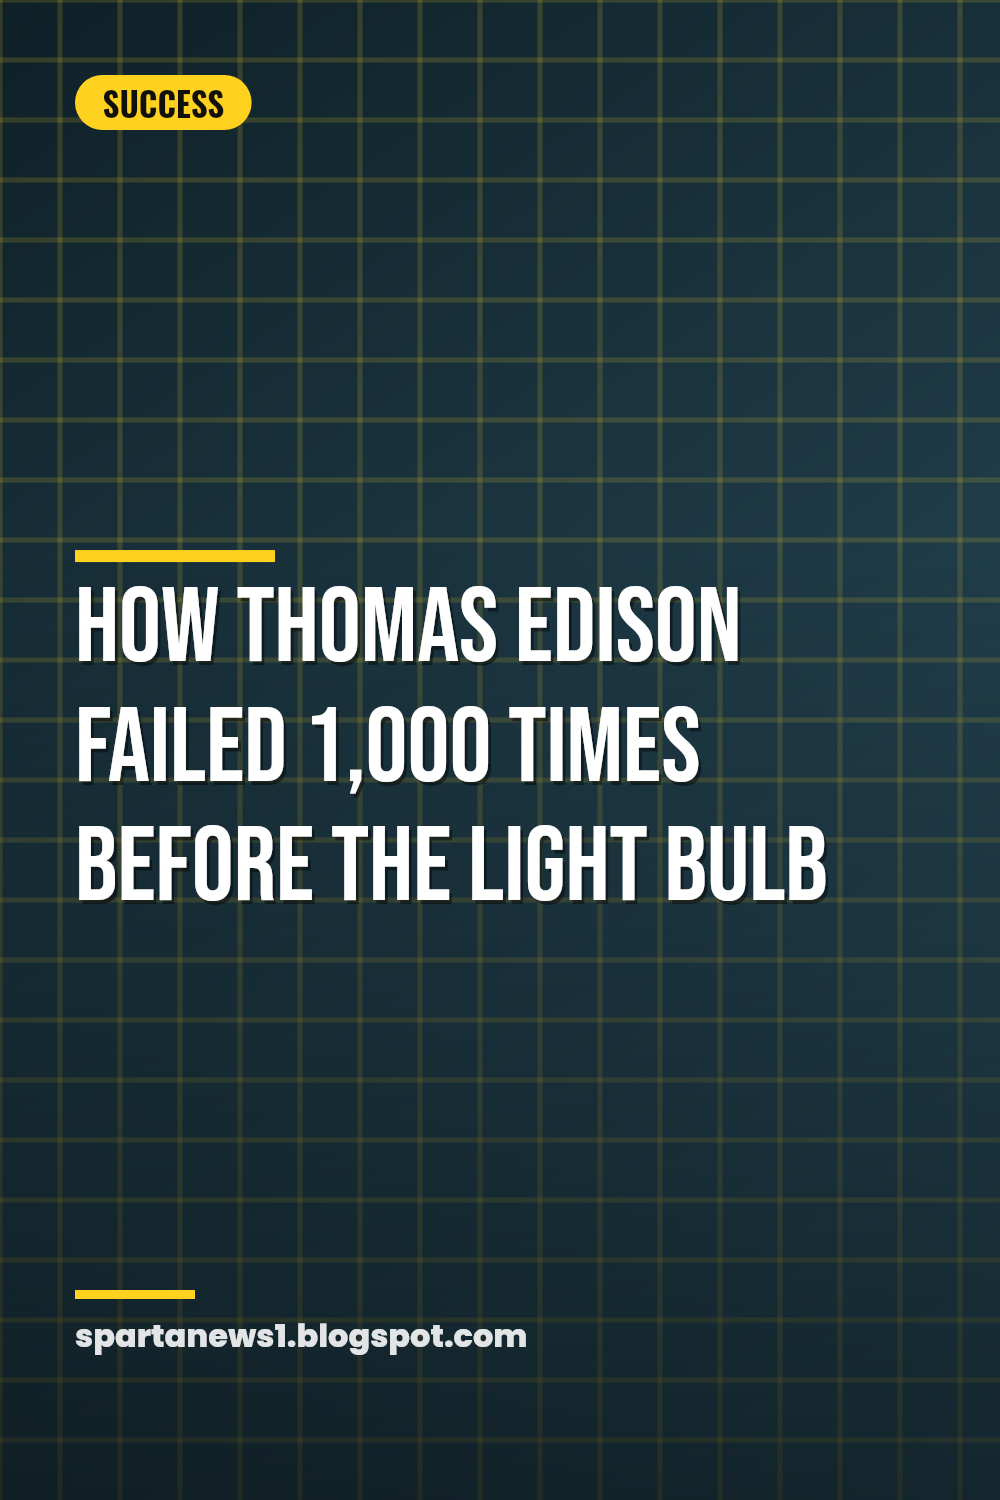 SUCCESS
HOW THOMAS EDISON
FAILED 1,000 TIMES
BEFORE THE LIGHT BULB
spartanews1.blogspot.com